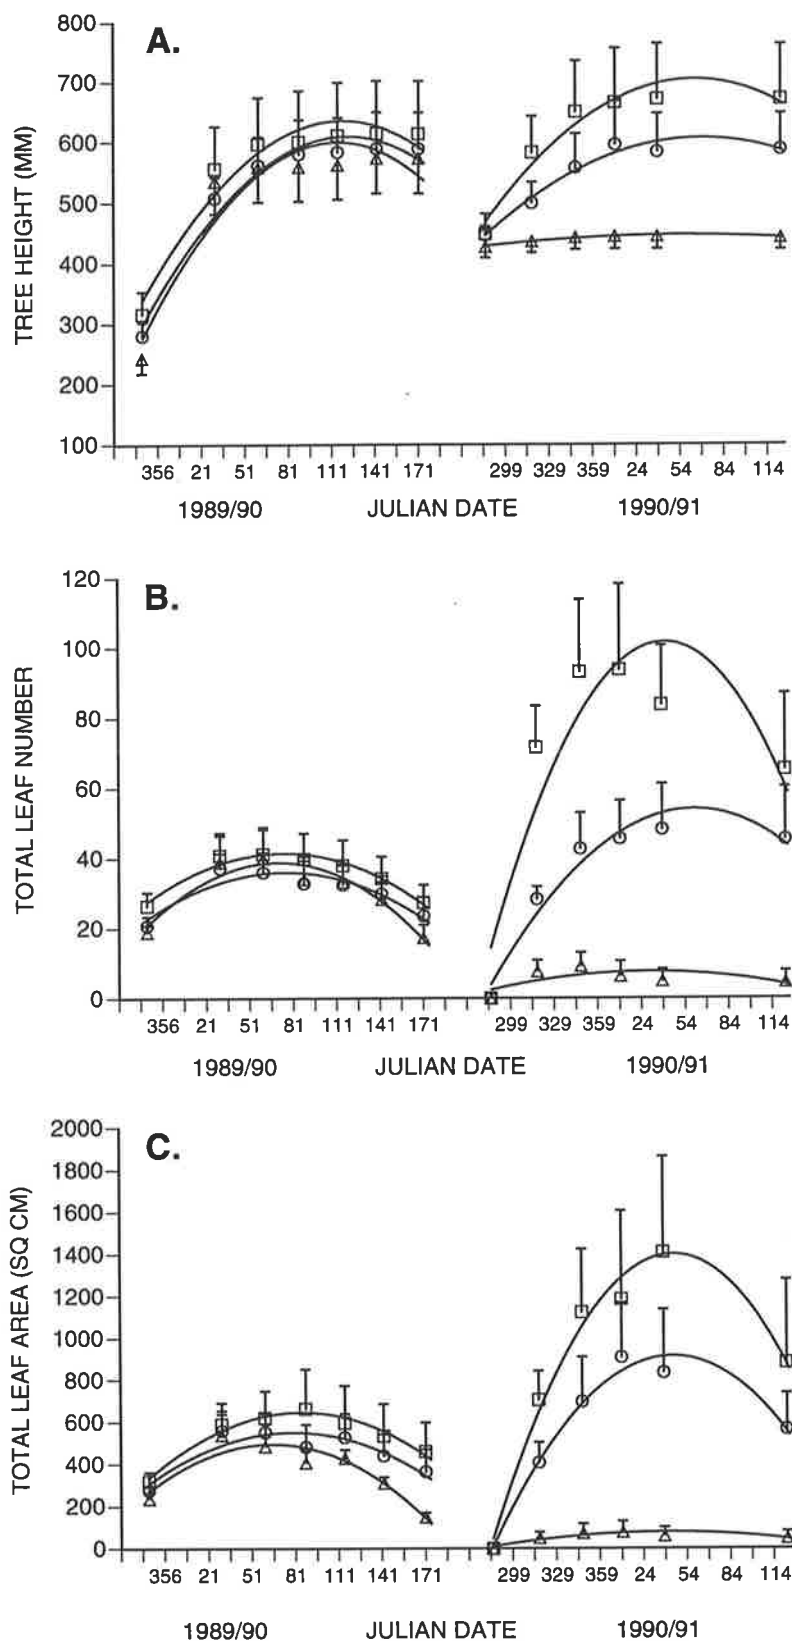 A.
TREE HEIGHT (MM)
800
700
600
500
400
300
200
100
356 21 51 81 111 141 171 299 329 359 24 54 84 114
1989/90 JULIAN DATE 1990/91
B.
TOTAL LEAF NUMBER
120
100
80
60
40
20
0
356 21 51 81 111 141 171 299 329 359 24 54 84 114
1989/90 JULIAN DATE 1990/91
C.
TOTAL LEAF AREA (SQ CM)
2000
1800
1600
1400
1200
1000
800
600
400
200
0
356 21 51 81 111 141 171 299 329 359 24 54 84 114
1989/90 JULIAN DATE 1990/91